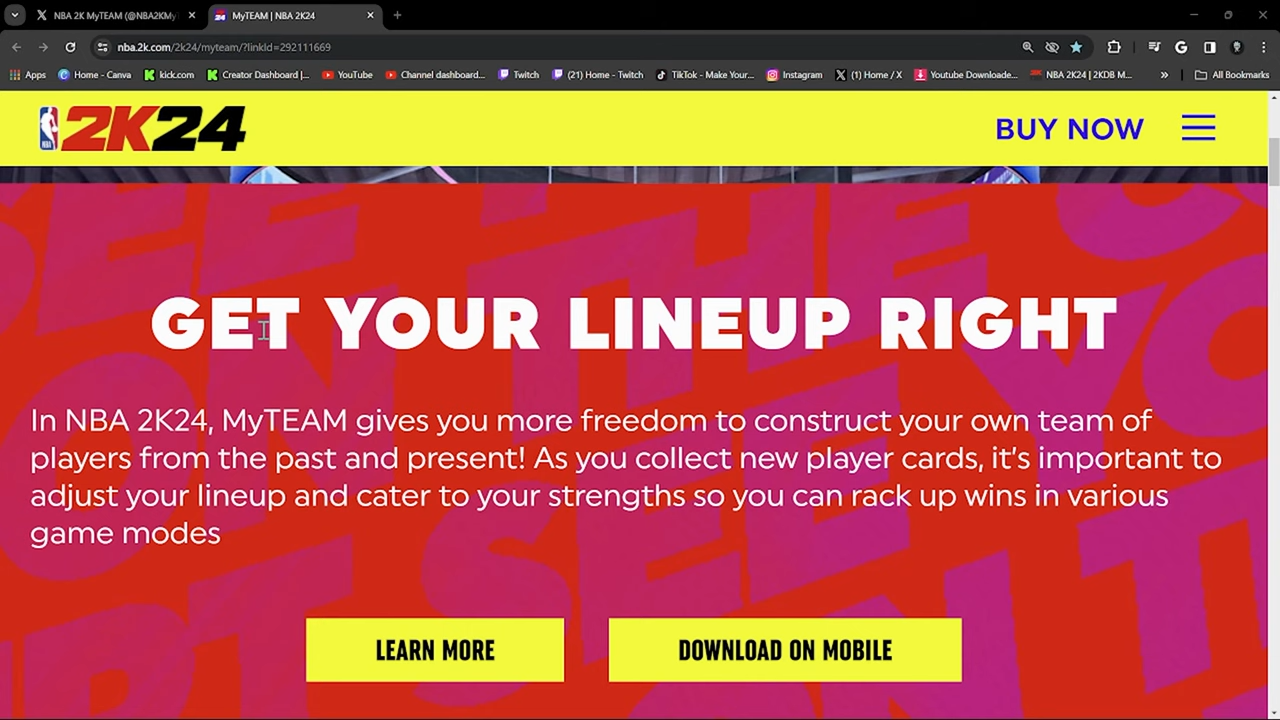 NBA 2K MyTEAM (@NBA2KMy
MyTEAM | NBA 2K24
nba.2k.com/2k24/myteam/?linkId=292111669
Apps
Home - Canva
kick.com
Creator Dashboard |...
YouTube
Channel dashboard...
Twitch
(21) Home - Twitch
TikTok - Make Your...
Instagram
(1) Home / X
Youtube Downloade...
NBA 2K24 | 2KDB M...
»
All Bookmarks
NBA 2K24
BUY NOW
GET YOUR LINEUP RIGHT
In NBA 2K24, MyTEAM gives you more freedom to construct your own team of
players from the past and present! As you collect new player cards, it's important to
adjust your lineup and cater to your strengths so you can rack up wins in various
game modes
LEARN MORE
DOWNLOAD ON MOBILE